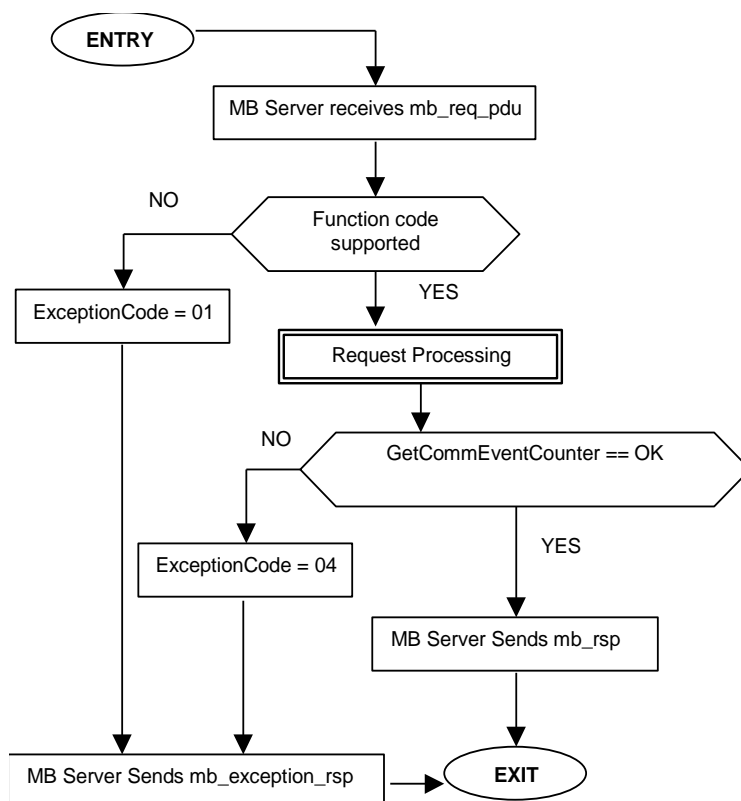 ENTRY
MB Server receives mb_req_pdu
NO
Function code
supported
YES
ExceptionCode = 01
Request Processing
NO
GetCommEventCounter == OK
YES
ExceptionCode = 04
MB Server Sends mb_rsp
MB Server Sends mb_exception_rsp
EXIT